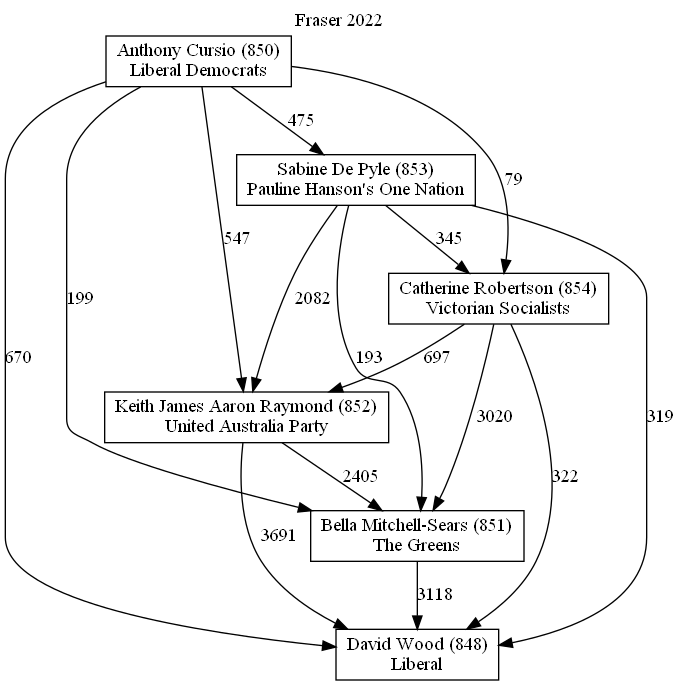 Fraser 2022
Anthony Cursio (850)
Liberal Democrats
475
Sabine De Pyle (853)
Pauline Hanson's One Nation
79
547
345
Catherine Robertson (854)
Victorian Socialists
199
2082
670
193
697
319
Keith James Aaron Raymond (852)
United Australia Party
3020
2405
322
Bella Mitchell-Sears (851)
The Greens
3691
3118
David Wood (848)
Liberal